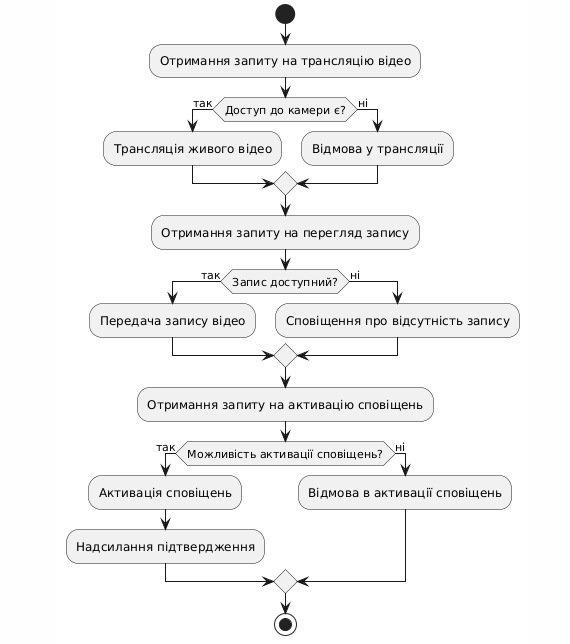 Отримання запиту на трансляцію відео
так
Доступ до камери є?
ні
Трансляція живого відео
Відмова у трансляції
Отримання запиту на перегляд запису
так
Запис доступний?
ні
Передача запису відео
Сповіщення про відсутність запису
Отримання запиту на активацію сповіщень
так
Можливість активації сповіщень?
ні
Активація сповіщень
Відмова в активації сповіщень
Надсилання підтвердження